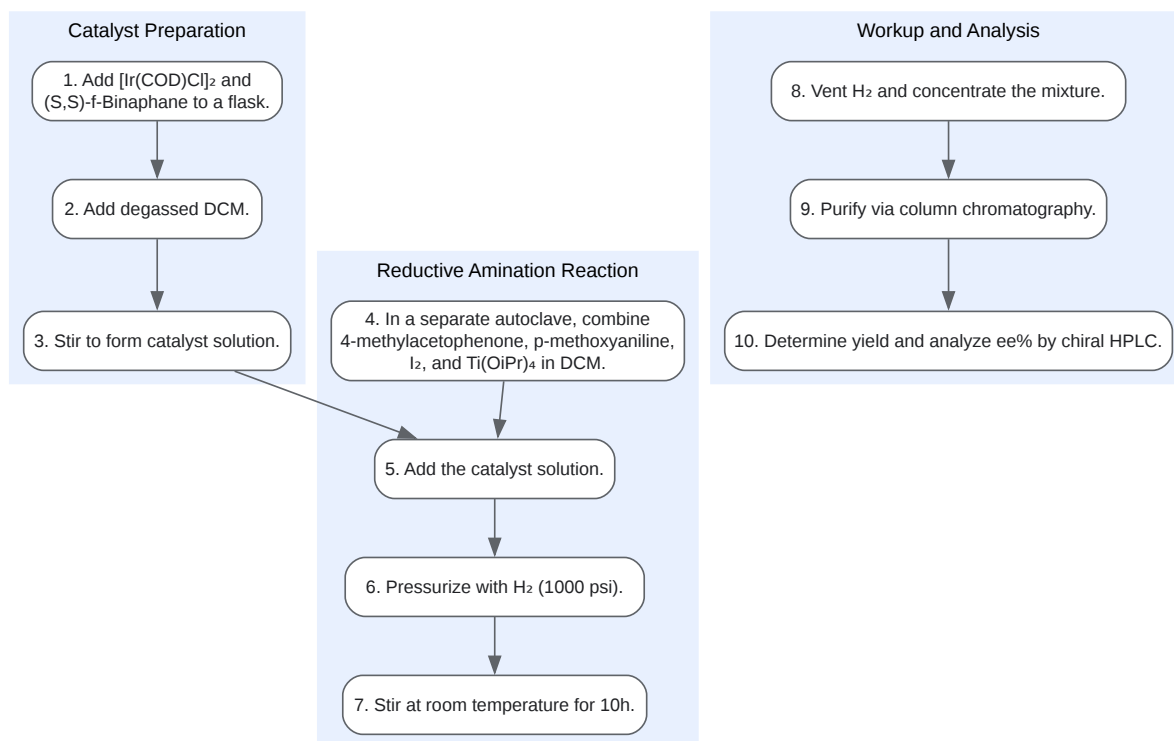 Catalyst Preparation
1. Add [Ir(COD)Cl]₂ and
(S,S)-f-Binaphane to a flask.
2. Add degassed DCM.
3. Stir to form catalyst solution.
Reductive Amination Reaction
4. In a separate autoclave, combine
4-methylacetophenone, p-methoxyaniline,
I₂, and Ti(OiPr)₄ in DCM.
5. Add the catalyst solution.
6. Pressurize with H₂ (1000 psi).
7. Stir at room temperature for 10h.
Workup and Analysis
8. Vent H₂ and concentrate the mixture.
9. Purify via column chromatography.
10. Determine yield and analyze ee% by chiral HPLC.